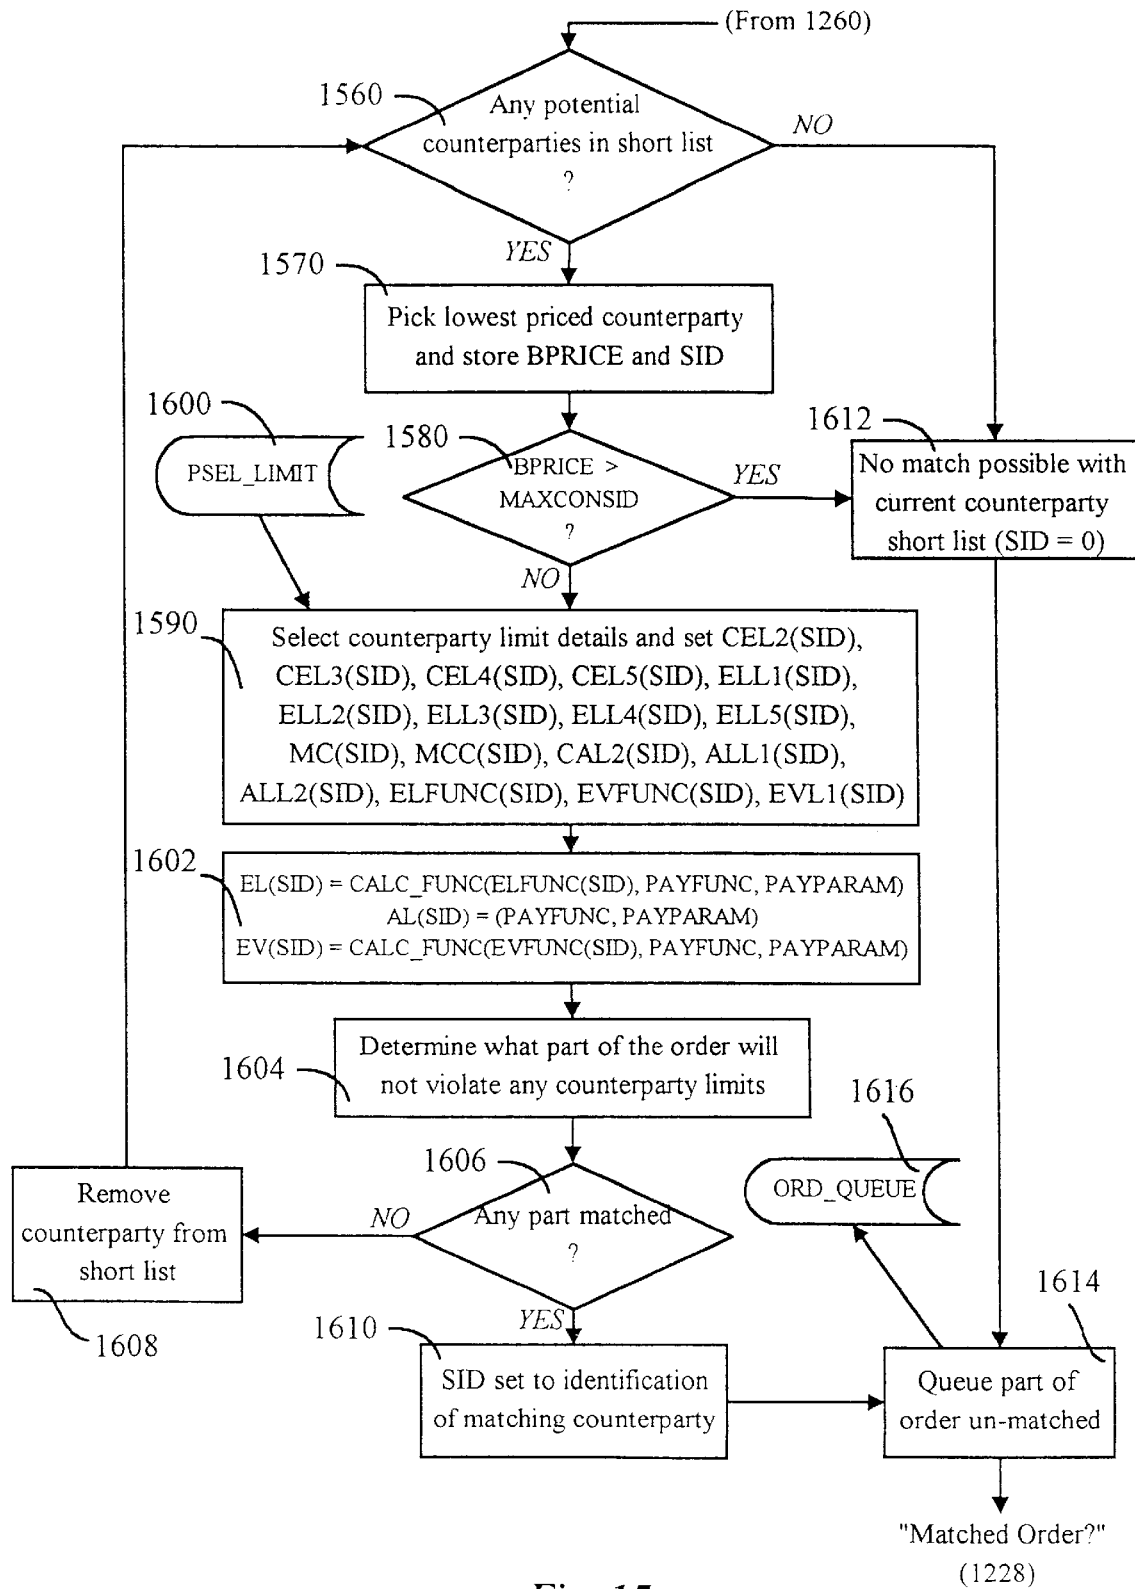 (From 1260)
1560
Any potential
counterparties in short list
?
NO
YES
1570
Pick lowest priced counterparty
and store BPRICE and SID
1600
PSEL_LIMIT
1580
BPRICE >
MAXCONSID
?
YES
NO
1612
No match possible with
current counterparty
short list (SID = 0)
1590
Select counterparty limit details and set CEL2(SID),
CEL3(SID), CEL4(SID), CEL5(SID), ELL1(SID),
ELL2(SID), ELL3(SID), ELL4(SID), ELL5(SID),
MC(SID), MCC(SID), CAL2(SID), ALL1(SID),
ALL2(SID), ELFUNC(SID), EVFUNC(SID), EVL1(SID)
1602
EL(SID) = CALC_FUNC(ELFUNC(SID), PAYFUNC, PAYPARAM)
AL(SID) = (PAYFUNC, PAYPARAM)
EV(SID) = CALC_FUNC(EVFUNC(SID), PAYFUNC, PAYPARAM)
1604
Determine what part of the order will
not violate any counterparty limits
1606
Any part matched
?
NO
YES
Remove
counterparty from
short list
1608
1610
SID set to identification
of matching counterparty
1616
ORD_QUEUE
1614
Queue part of
order un-matched
"Matched Order?"
(1228)